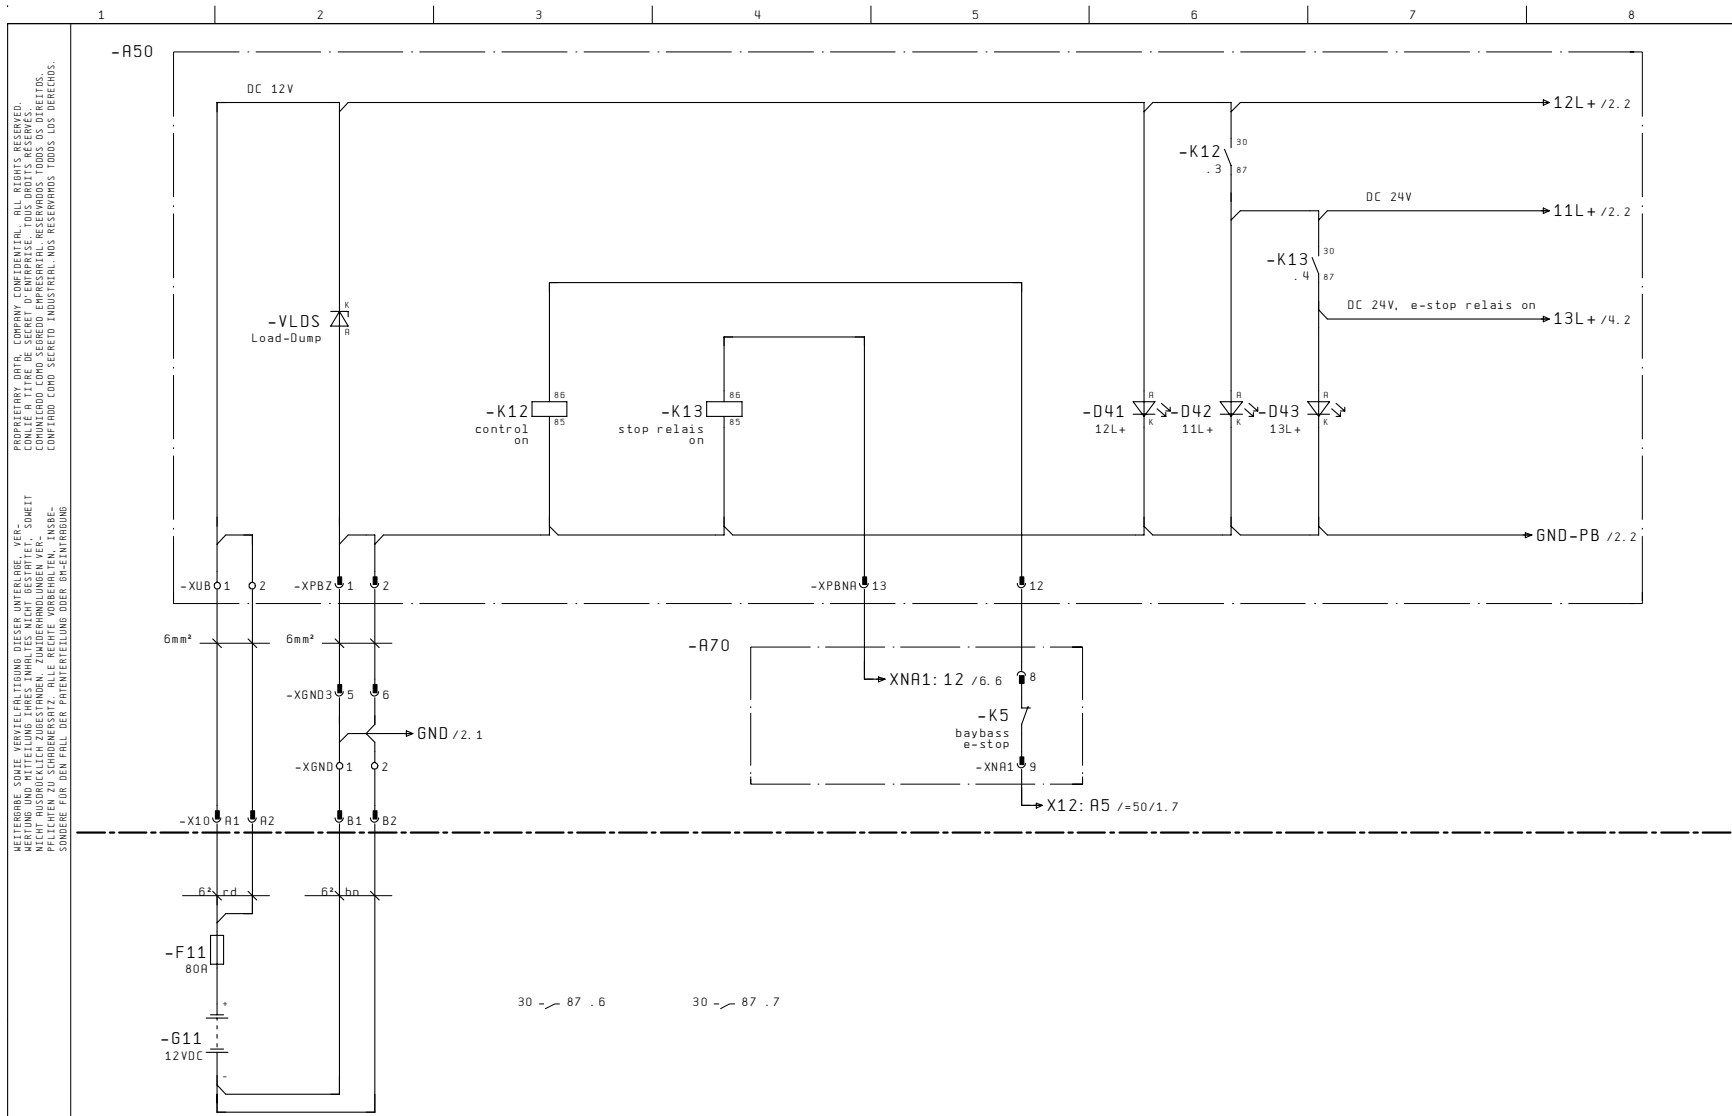 1 2 3 4 5 6 7 8
-A50
DC 12V
12L+ /2.2
-K12 30
.3 87
DC 24V
11L+ /2.2
-K13 30
.4 87
DC 24V, e-stop relais on
13L+ /4.2
-VLDS K
A
Load-Dump
-K12 86
85
control
on
-K13 86
85
stop relais
on
-D41 A
12L+ K
-D42 A
11L+ K
-D43 A
13L+ K
GND-PB /2.2
-XUB 1 2
-XPBZ 1 2
-XPBNA 13 12
6mm² 6mm²
-A70
-XGND3 5 6
XNA1:12 /6.6
8
-K5
baybass
e-stop
GND /2.1
-XGND 1 2
-XNA1 9
X12:A5 /=50/1.7
-X10 A1 A2 B1 B2
6² rd 6² bn
-F11
80A
30 87 .6 30 87 .7
+
-G11
12VDC
-
PROPRIETARY DATA, COMPANY CONFIDENTIAL. ALL RIGHTS RESERVED.
CONLIE A TITRE DE SECRET D'ENTRPRISE. TOUS DROITS RESERVES.
COMUNICADO COMO SEGREDO EMPRESARIAL.RESERVADOS TODOS OS DIREITOS.
CONFIADO COMO SECRETO INDUSTRIAL.NOS RESERVAMOS TODOS LOS DERECHOS.
WEITERGABE SOWIE VERVIELFÄLTIGUNG DIESER UNTERLAGE, VER-
WERTUNG UND MITTEILUNG IHRES INHALTES NICHT GESTATTET, SOWEIT
NICHT AUSDRÜCKLICH ZUGESTANDEN. ZUWIDERHANDLUNGEN VER-
PFLICHTEN ZU SCHADENERSATZ. ALLE RECHTE VORBEHALTEN, INSBE-
SONDERE FÜR DEN FALL DER PATENTERTEILUNG ODER GM-EINTRAGUNG